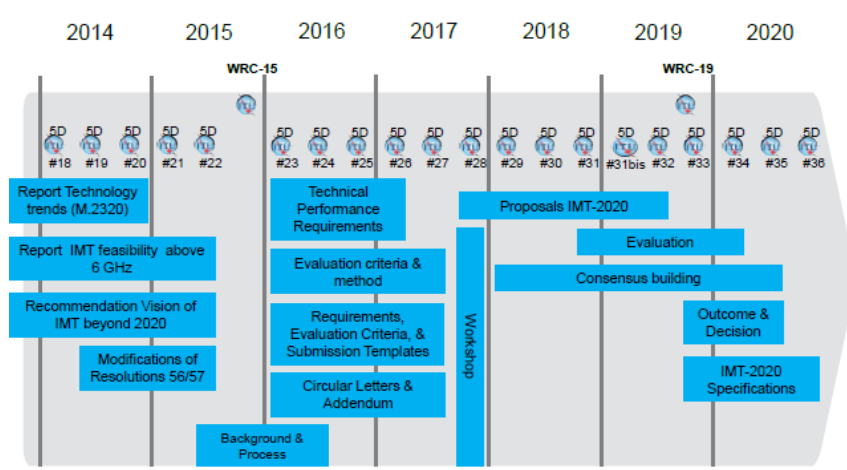 2014 2015 2016 2017 2018 2019 2020
WRC-15 WRC-19
5D 5D 5D 5D 5D 5D 5D 5D 5D 5D 5D 5D 5D 5D 5D 5D 5D 5D 5D 5D
#18 #19 #20 #21 #22 #23 #24 #25 #26 #27 #28 #29 #30 #31 #31bis #32 #33 #34 #35 #36
Report Technology
trends (M.2320)
Report IMT feasibility above
6 GHz
Recommendation Vision of
IMT beyond 2020
Modifications of
Resolutions 56/57
Background &
Process
Technical
Performance
Requirements
Evaluation criteria &
method
Requirements,
Evaluation Criteria, &
Submission Templates
Circular Letters &
Addendum
Workshop
Proposals IMT-2020
Evaluation
Consensus building
Outcome &
Decision
IMT-2020
Specifications